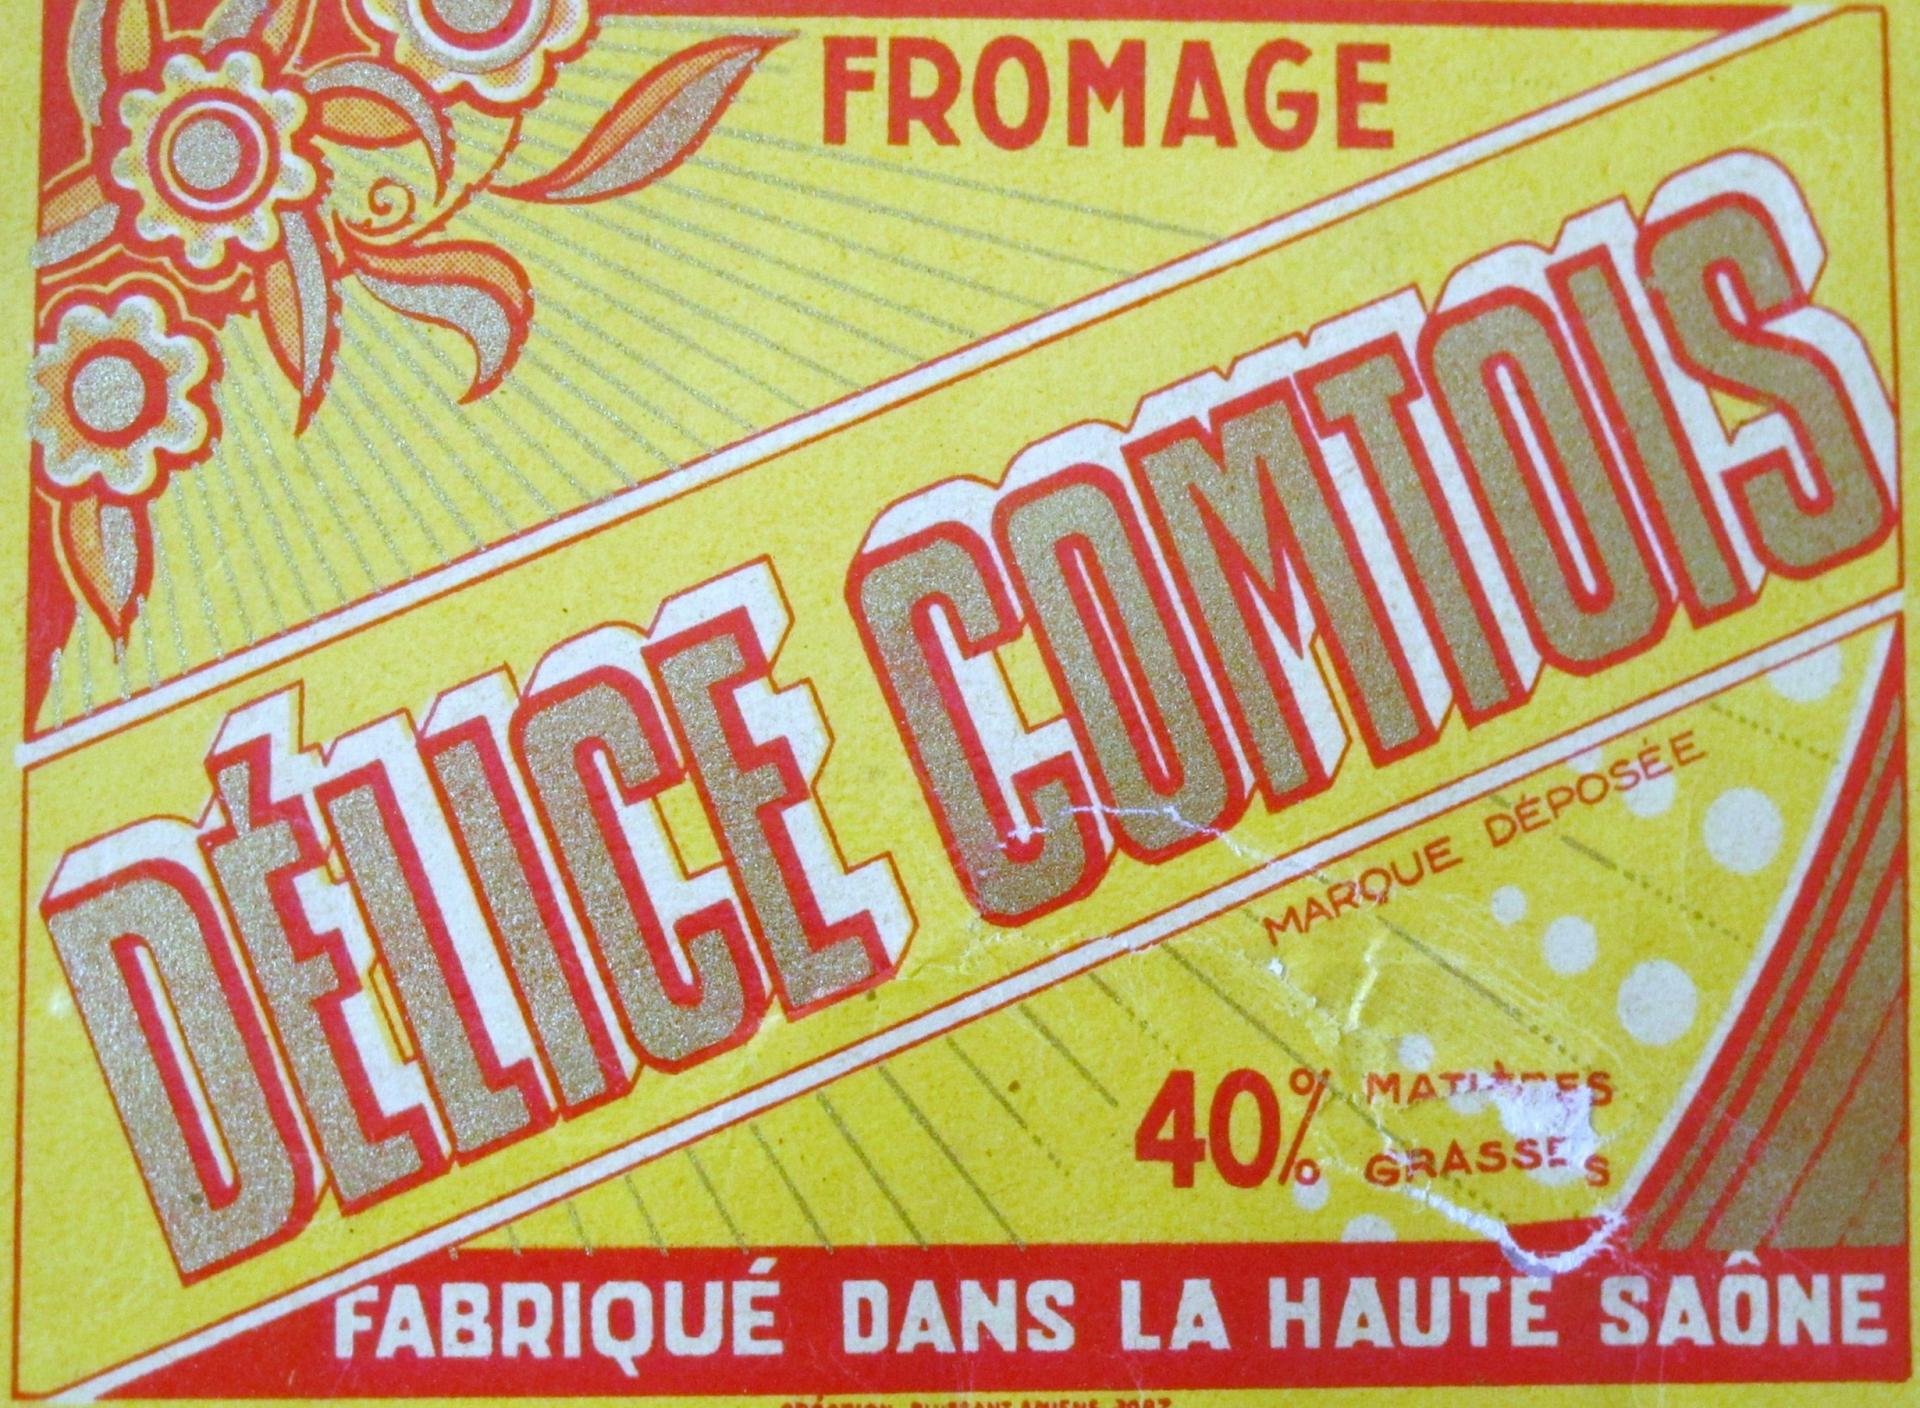 FROMAGE
DÉLICE COMTOIS
MARQUE DÉPOSÉE
40% MATIÈRES
GRASSES
FABRIQUÉ DANS LA HAUTE SAÔNE